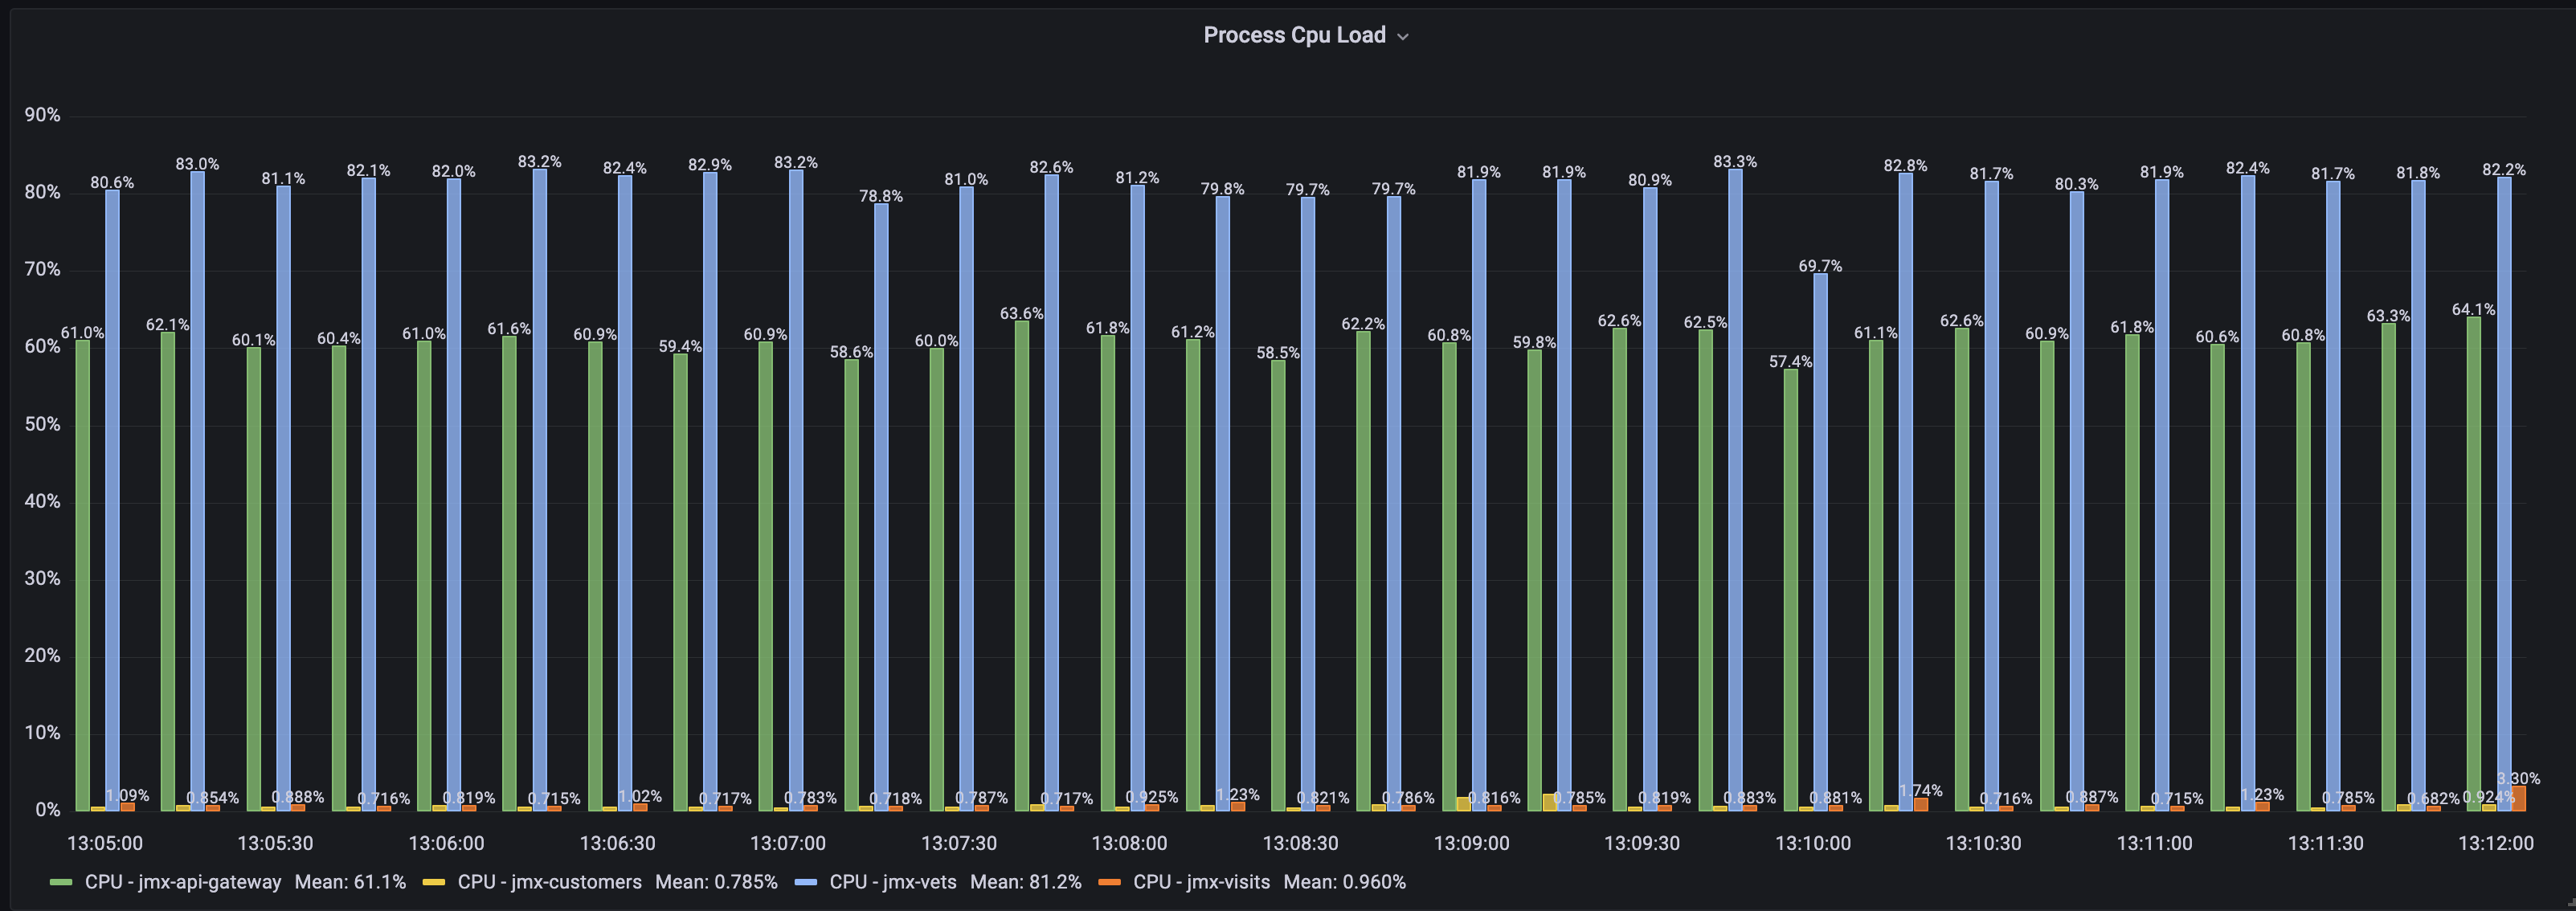 Process Cpu Load
90%
80%
70%
60%
50%
40%
30%
20%
10%
0%
61.0% 80.6% 1.09%
62.1% 83.0% 0.854%
60.1% 81.1% 0.888%
60.4% 82.1% 0.716%
61.0% 82.0% 0.819%
61.6% 83.2% 0.715%
60.9% 82.4% 1.02%
59.4% 82.9% 0.717%
60.9% 83.2% 0.783%
58.6% 78.8% 0.718%
60.0% 81.0% 0.787%
63.6% 82.6% 0.717%
61.8% 81.2% 0.925%
61.2% 79.8% 1.23%
58.5% 79.7% 0.821%
62.2% 79.7% 0.786%
60.8% 81.9% 0.816%
59.8% 81.9% 0.785%
62.6% 80.9% 0.819%
62.5% 83.3% 0.883%
57.4% 69.7% 0.881%
61.1% 82.8% 1.74%
62.6% 81.7% 0.716%
60.9% 80.3% 0.887%
61.8% 81.9% 0.715%
60.6% 82.4% 1.23%
60.8% 81.7% 0.785%
63.3% 81.8% 0.682%
64.1% 0.924% 82.2% 3.30%
13:05:00 13:05:30 13:06:00 13:06:30 13:07:00 13:07:30 13:08:00 13:08:30 13:09:00 13:09:30 13:10:00 13:10:30 13:11:00 13:11:30 13:12:00
CPU - jmx-api-gateway Mean: 61.1% CPU - jmx-customers Mean: 0.785% CPU - jmx-vets Mean: 81.2% CPU - jmx-visits Mean: 0.960%